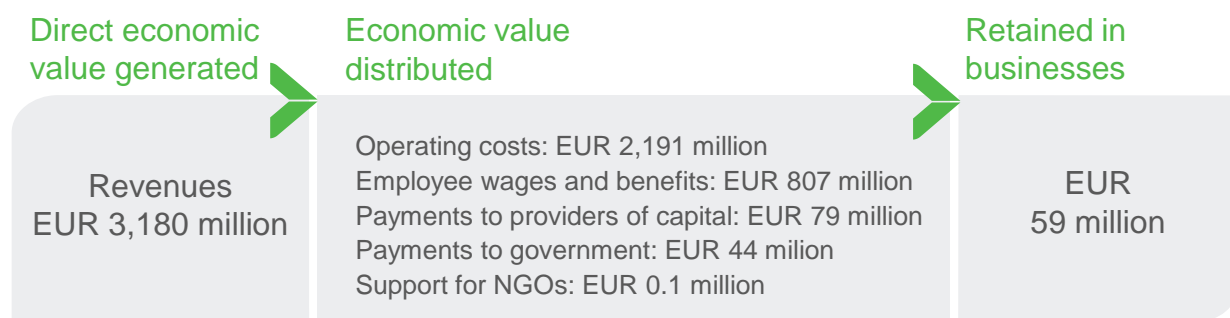 Direct economic
value generated
Economic value
distributed
Retained in
businesses
Revenues
EUR 3,180 million
Operating costs: EUR 2,191 million
Employee wages and benefits: EUR 807 million
Payments to providers of capital: EUR 79 million
Payments to government: EUR 44 milion
Support for NGOs: EUR 0.1 million
EUR
59 million